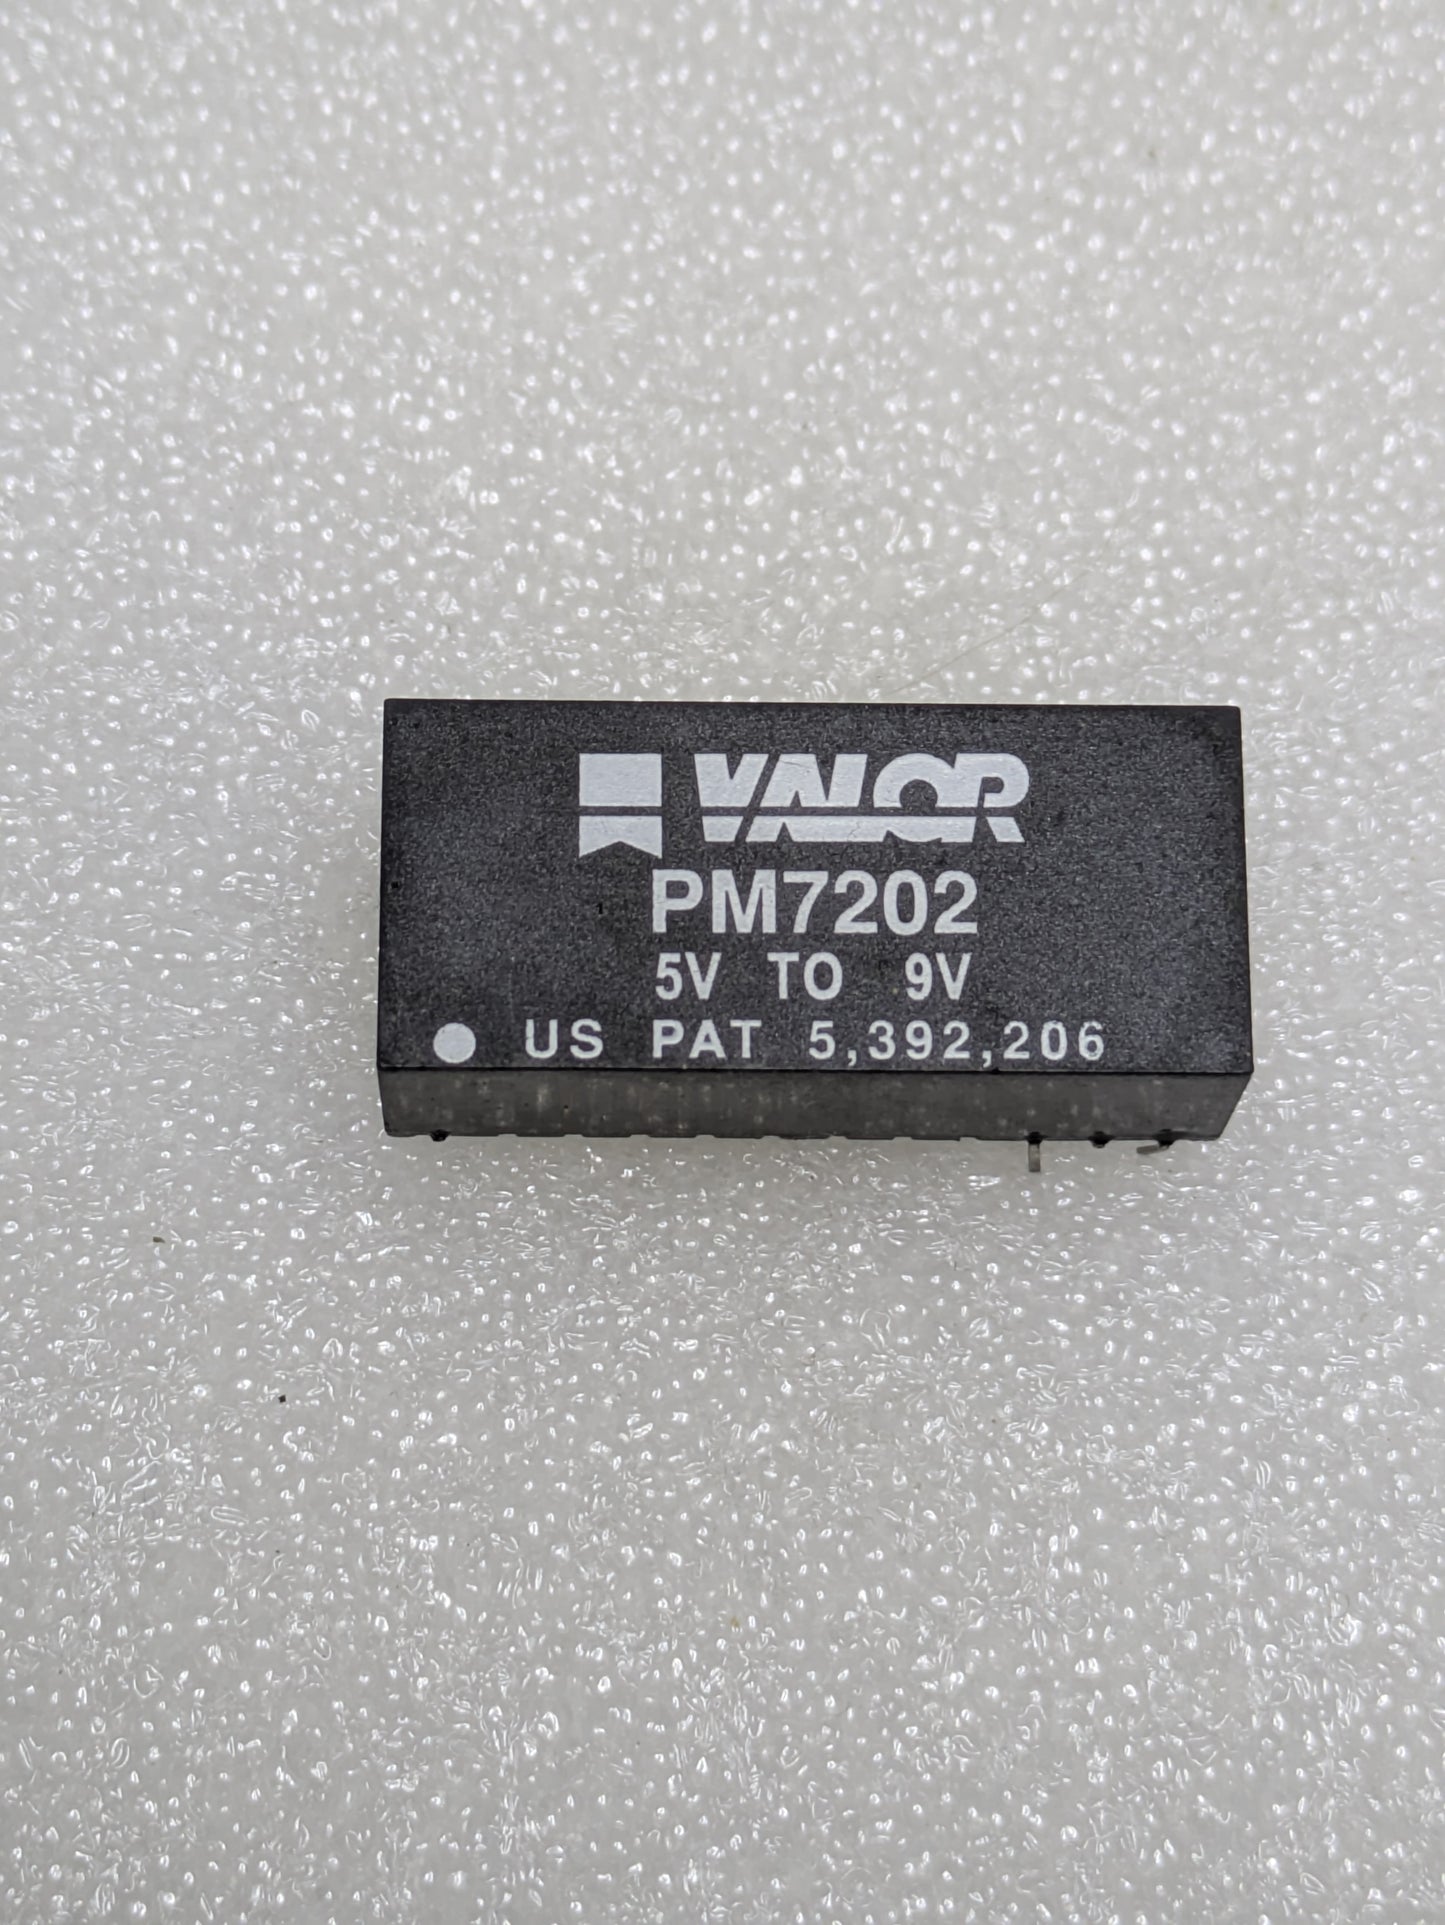 VALOR
PM7202
5V TO 9V
US PAT 5,392,206